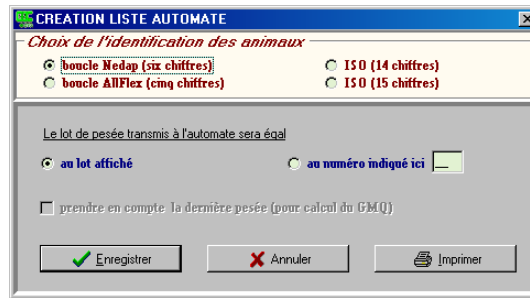 CREATION LISTE AUTOMATE
Choix de l'identification des animaux
boucle Nedap (six chiffres)
ISO (14 chiffres)
boucle AllFlex (cinq chiffres)
ISO (15 chiffres)
Le lot de pesée transmis à l'automate sera égal
au lot affiché
au numéro indiqué ici
prendre en compte la dernière pesée (pour calcul du GMQ)
Enregistrer
Annuler
Imprimer